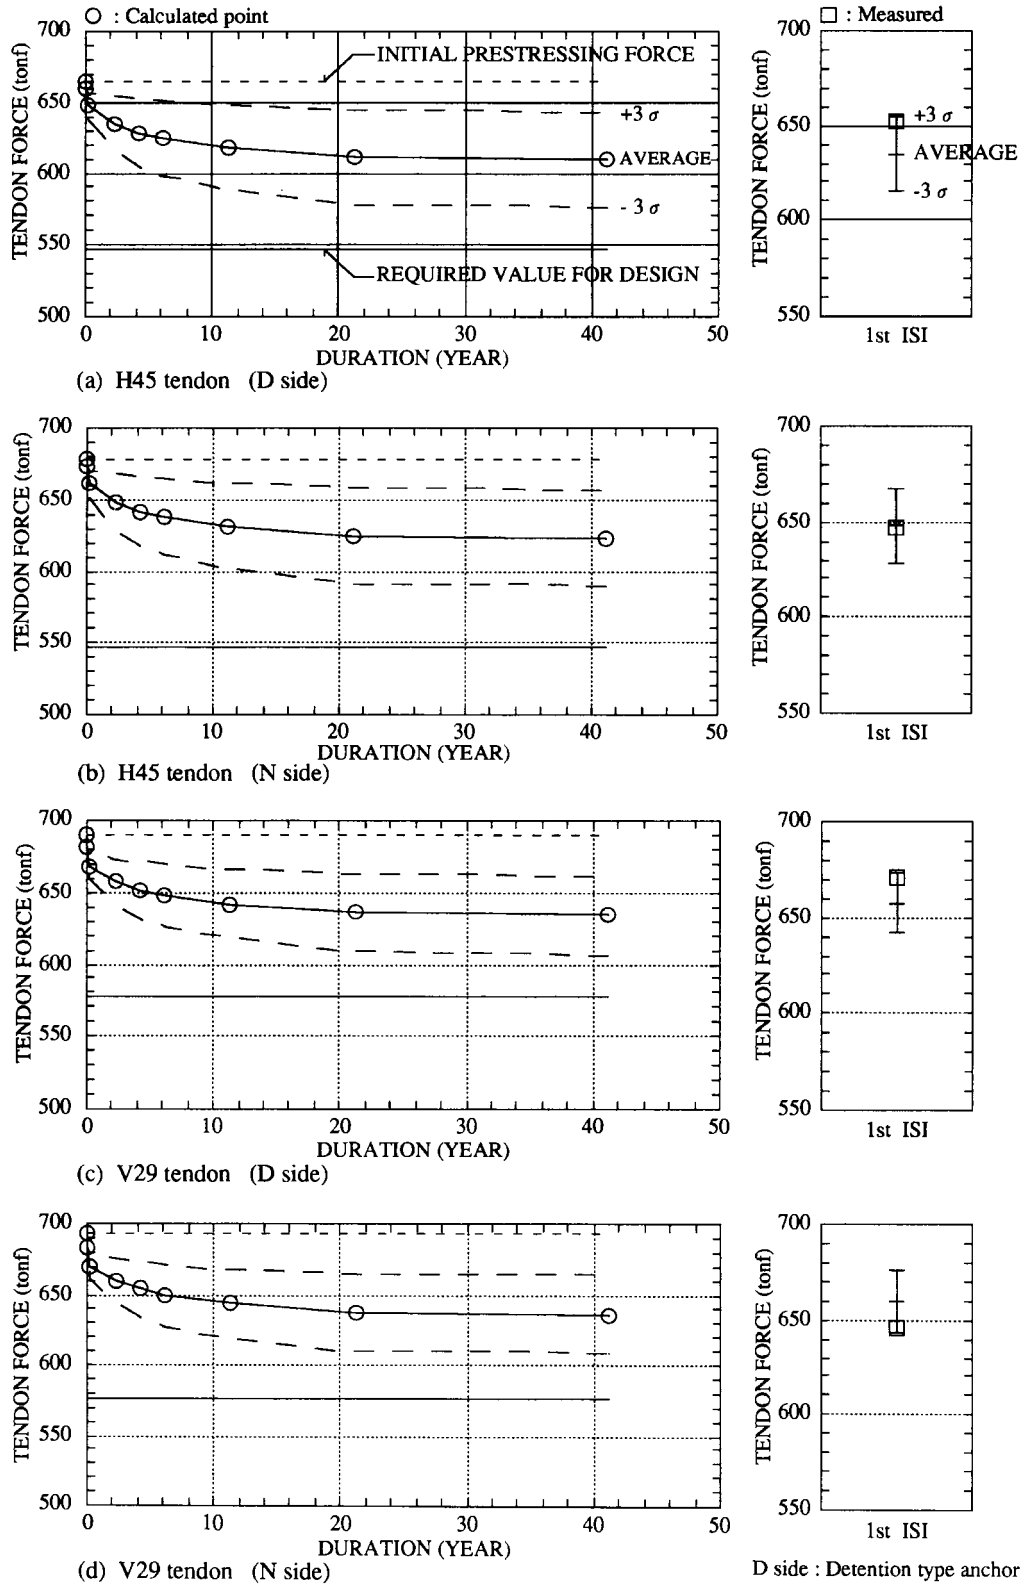 ○ : Calculated point
□ : Measured
700
650
600
550
500
TENDON FORCE (tonf)
INITIAL PRESTRESSING FORCE
+3 σ
AVERAGE
- 3 σ
REQUIRED VALUE FOR DESIGN
0 10 20 30 40 50
DURATION (YEAR)
(a) H45 tendon (D side)
700
650
600
550
TENDON FORCE (tonf)
+3 σ
AVERAGE
-3 σ
1st ISI
700
650
600
550
500
TENDON FORCE (tonf)
0 10 20 30 40 50
DURATION (YEAR)
(b) H45 tendon (N side)
700
650
600
550
TENDON FORCE (tonf)
1st ISI
700
650
600
550
500
TENDON FORCE (tonf)
0 10 20 30 40 50
DURATION (YEAR)
(c) V29 tendon (D side)
700
650
600
550
TENDON FORCE (tonf)
1st ISI
700
650
600
550
500
TENDON FORCE (tonf)
0 10 20 30 40 50
DURATION (YEAR)
(d) V29 tendon (N side)
700
650
600
550
TENDON FORCE (tonf)
1st ISI
D side : Detention type anchor